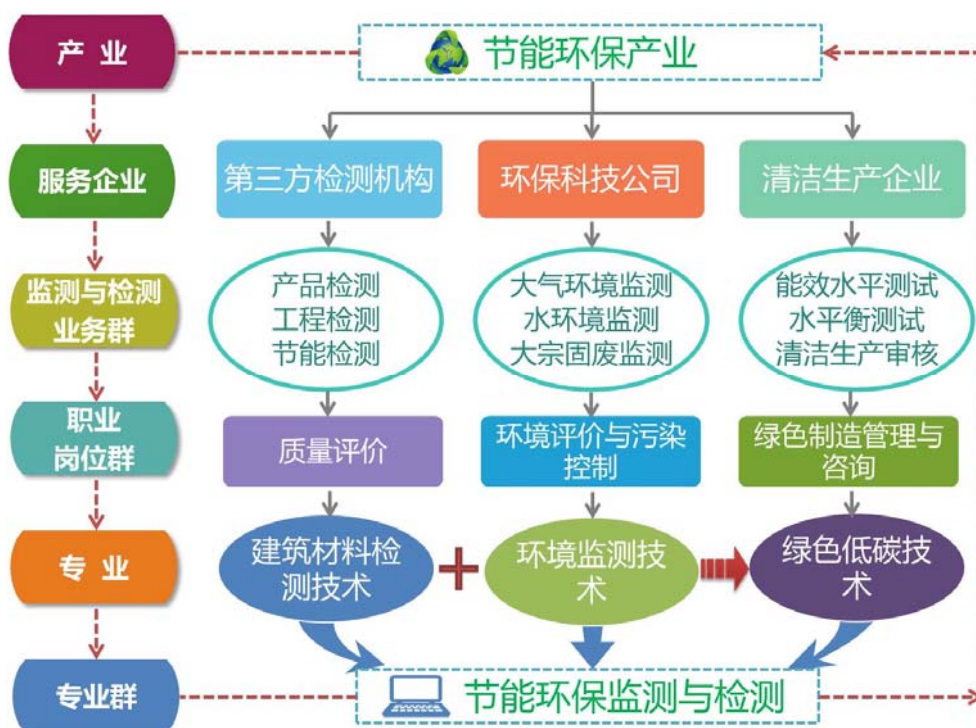 产 业
节能环保产业
服务企业
第三方检测机构
环保科技公司
清洁生产企业
监测与检测
业务群
产品检测
工程检测
节能检测
大气环境监测
水环境监测
大宗固废监测
能效水平测试
水平衡测试
清洁生产审核
职业
岗位群
质量评价
环境评价与污染
控制
绿色制造管理与
咨询
专 业
建筑材料检
测技术
环境监测技
术
绿色低碳技
术
专业群
节能环保监测与检测